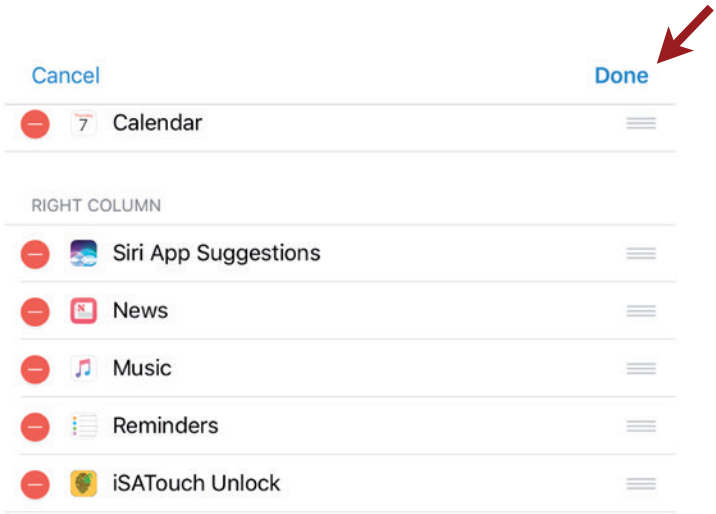 Cancel
Done
7
Calendar
RIGHT COLUMN
Siri App Suggestions
News
Music
Reminders
iSATouch Unlock